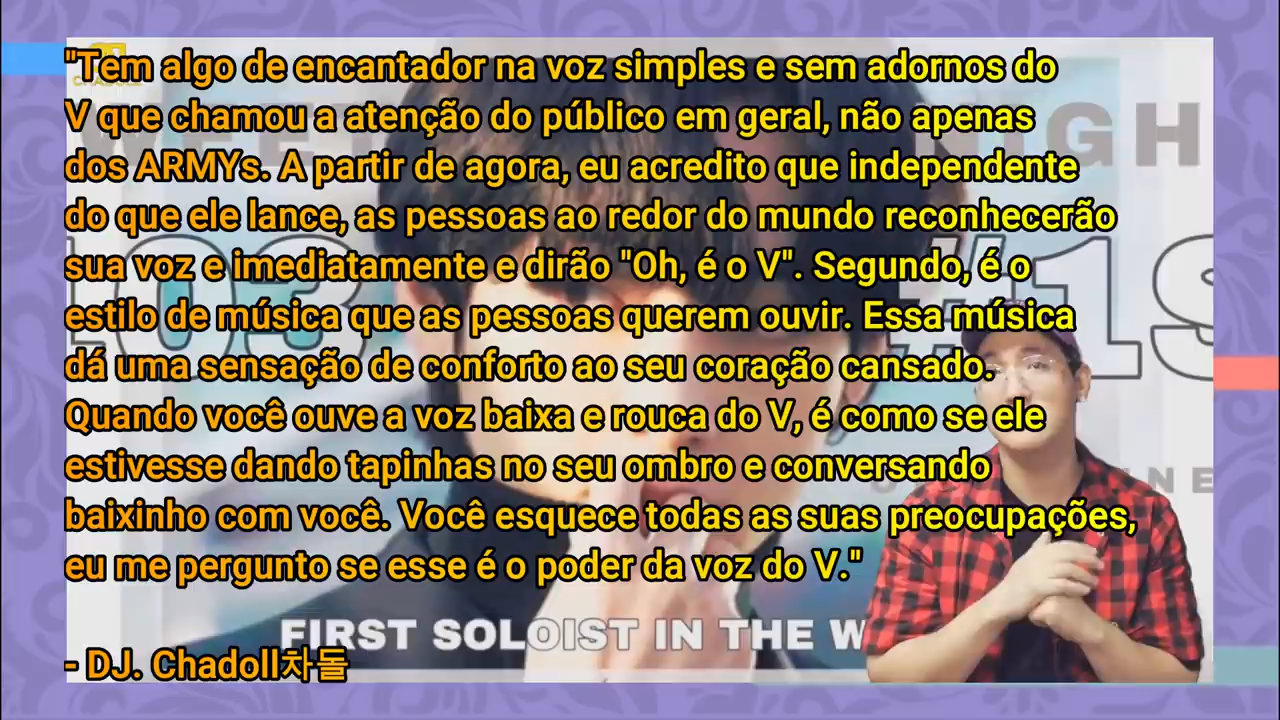 "Tem algo de encantador na voz simples e sem adornos do
V que chamou a atenção do público em geral, não apenas
dos ARMYs. A partir de agora, eu acredito que independente
do que ele lance, as pessoas ao redor do mundo reconhecerão
sua voz e imediatamente e dirão "Oh, é o V". Segundo, é o
estilo de música que as pessoas querem ouvir. Essa música
dá uma sensação de conforto ao seu coração cansado.
Quando você ouve a voz baixa e rouca do V, é como se ele
estivesse dando tapinhas no seu ombro e conversando
baixinho com você. Você esquece todas as suas preocupações,
eu me pergunto se esse é o poder da voz do V."
FIRST SOLOIST IN THE W
- DJ. Chadoll차돌